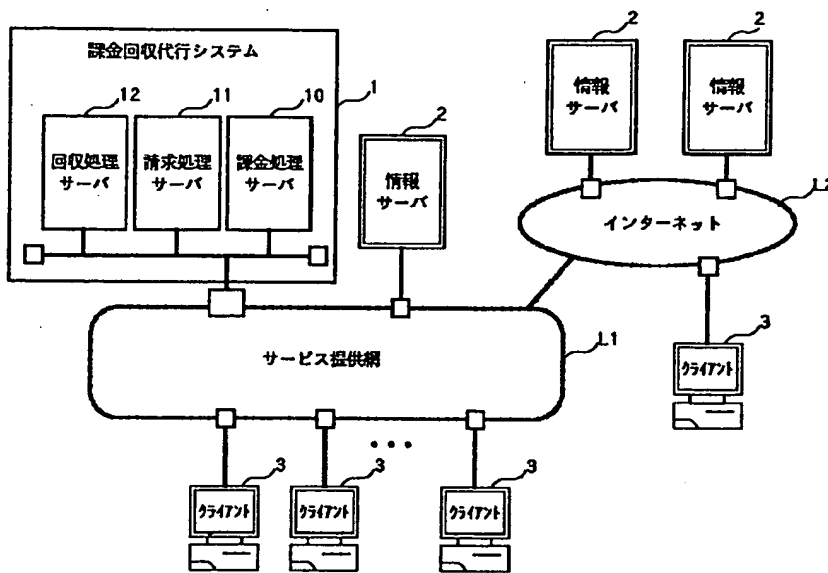 課金回収代行システム
1
12
11
10
回収処理
サーバ
請求処理
サーバ
課金処理
サーバ
2
情報
サーバ
2
情報
サーバ
2
情報
サーバ
L2
インターネット
3
クライアント
サービス提供網
L1
・・・
3
クライアント
3
クライアント
3
クライアント